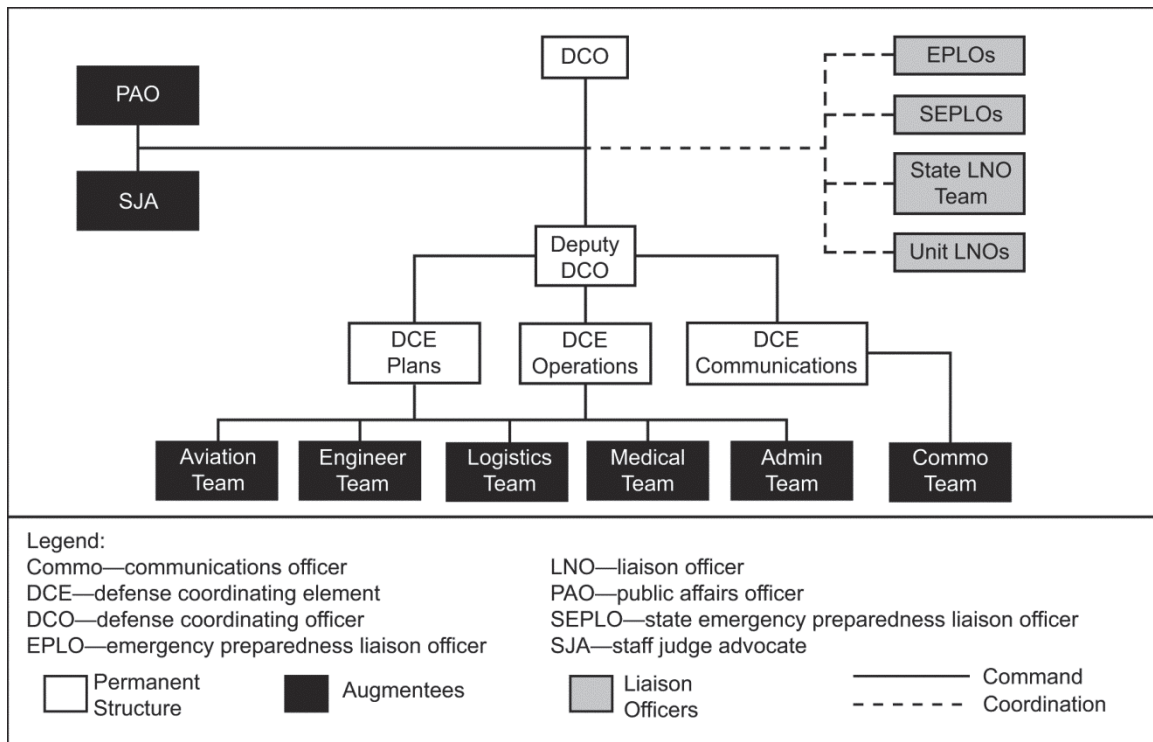 DCO
PAO
SJA
EPLOs
SEPLOs
State LNO
Team
Unit LNOs
Deputy
DCO
DCE
Plans
DCE
Operations
DCE
Communications
Aviation
Team
Engineer
Team
Logistics
Team
Medical
Team
Admin
Team
Commo
Team
Legend:
Commo—communications officer
DCE—defense coordinating element
DCO—defense coordinating officer
EPLO—emergency preparedness liaison officer
LNO—liaison officer
PAO—public affairs officer
SEPLO—state emergency preparedness liaison officer
SJA—staff judge advocate
Permanent
Structure
Augmentees
Liaison
Officers
Command
Coordination